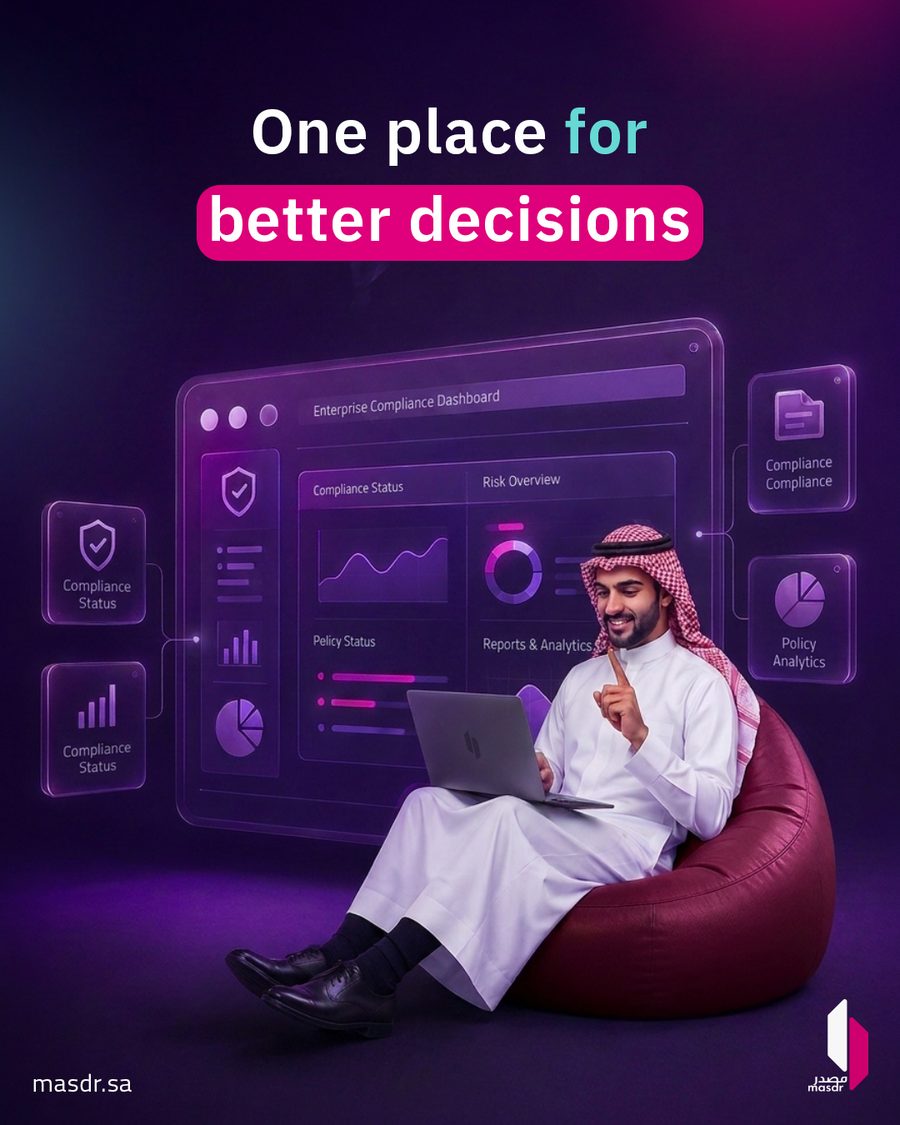 One place for
better decisions
Enterprise Compliance Dashboard
Compliance Status
Risk Overview
Pelicy Status
Reports & Analytics
Compliance
Status
Compliance
Status
Compliance
Compliance
Policy
Analytics
masdr.sa
مصدر
masdr